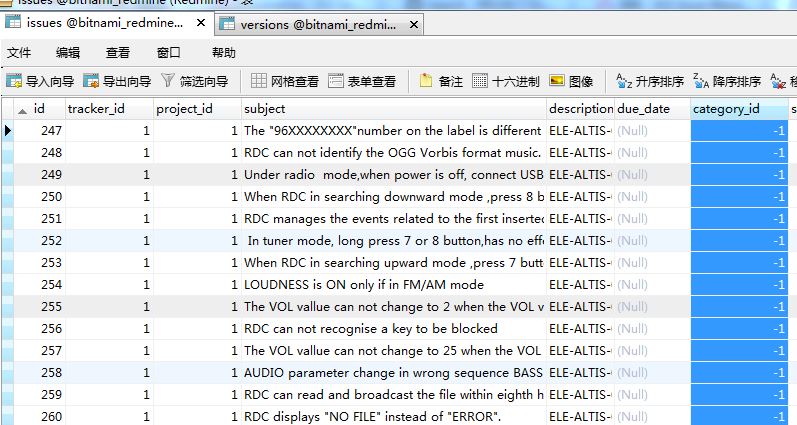 issues @bitnami_redmine (Redmine) - 表
issues @bitnami_redmine...
versions @bitnami_redmi...
文件 编辑 查看 窗口 帮助
导入向导 导出向导 筛选向导 网格查看 表单查看 备注 十六进制 图像 升序排序 降序排序 移
id tracker_id project_id subject description due_date category_id s
247 1 1 The "96XXXXXXXX"number on the label is different ELE-ALTIS- (Null) -1
248 1 1 RDC can not identify the OGG Vorbis format music. ELE-ALTIS- (Null) -1
249 1 1 Under radio mode,when power is off, connect USB ELE-ALTIS- (Null) -1
250 1 1 When RDC in searching downward mode ,press 8 b ELE-ALTIS- (Null) -1
251 1 1 RDC manages the events related to the first inserted ELE-ALTIS- (Null) -1
252 1 1 In tuner mode, long press 7 or 8 button,has no effe ELE-ALTIS- (Null) -1
253 1 1 When RDC in searching upward mode ,press 7 butt ELE-ALTIS- (Null) -1
254 1 1 LOUDNESS is ON only if in FM/AM mode ELE-ALTIS- (Null) -1
255 1 1 The VOL vallue can not change to 2 when the VOL v ELE-ALTIS- (Null) -1
256 1 1 RDC can not recognise a key to be blocked ELE-ALTIS- (Null) -1
257 1 1 The VOL value can not change to 25 when the VOL ELE-ALTIS- (Null) -1
258 1 1 AUDIO parameter change in wrong sequence BASS ELE-ALTIS- (Null) -1
259 1 1 RDC can read and broadcast the file within eighth h ELE-ALTIS- (Null) -1
260 1 1 RDC displays "NO FILE" instead of "ERROR". ELE-ALTIS- (Null) -1